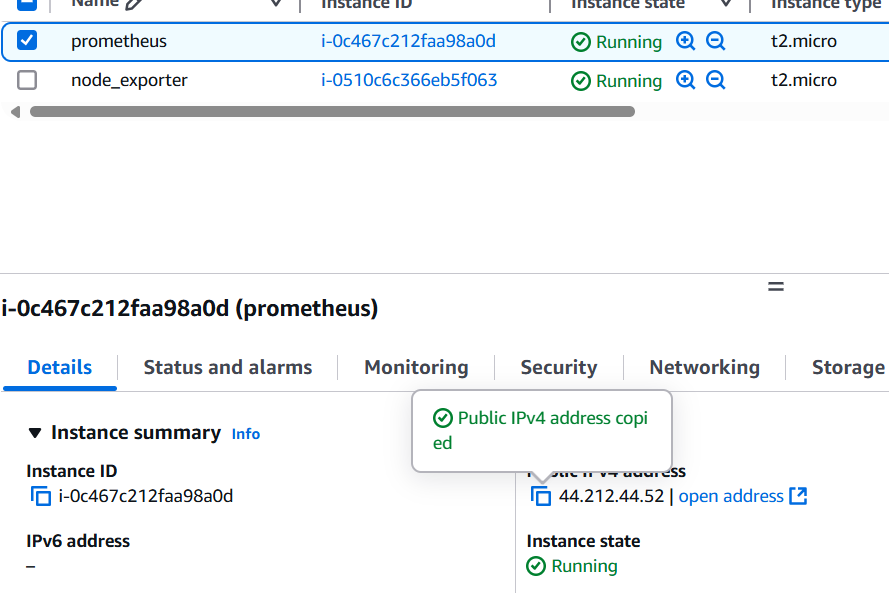 Name Instance ID Instance state Instance type
prometheus i-0c467c212faa98a0d Running t2.micro
node_exporter i-0510c6c366eb5f063 Running t2.micro
i-0c467c212faa98a0d (prometheus)
Details Status and alarms Monitoring Security Networking Storage
Public IPv4 address copi
ed
Instance summary Info
Instance ID Public IPv4 address
i-0c467c212faa98a0d 44.212.44.52 | open address
IPv6 address Instance state
– Running